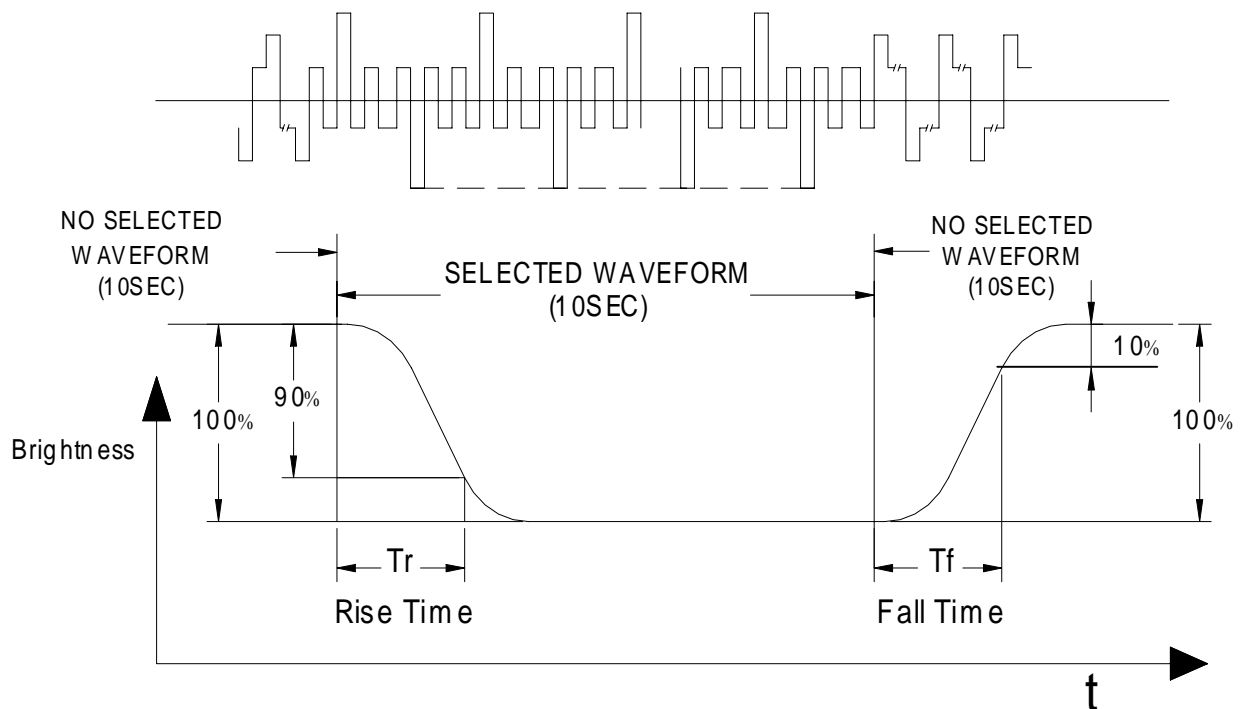 NO SELECTED
WAVEFORM
(10SEC)
SELECTED WAVEFORM
(10SEC)
NO SELECTED
WAVEFORM
(10SEC)
10%
90%
100%
100%
Brightness
Tr
Tf
Rise Time
Fall Time
t